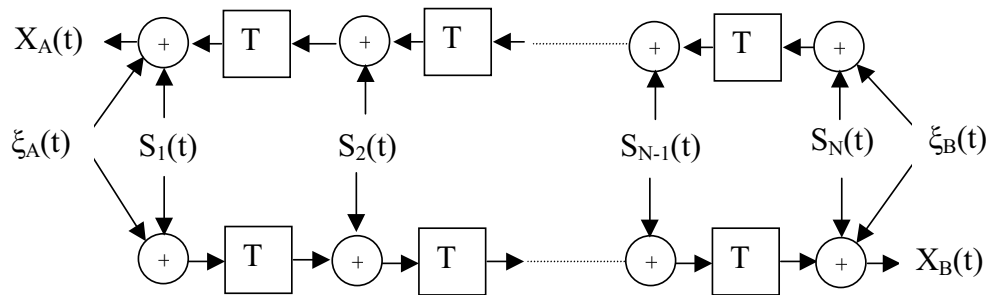 X_A(t) + T + T + T +
ξ_A(t) S_1(t) S_2(t) S_{N-1}(t) S_N(t) ξ_B(t)
+ T + T + T + X_B(t)